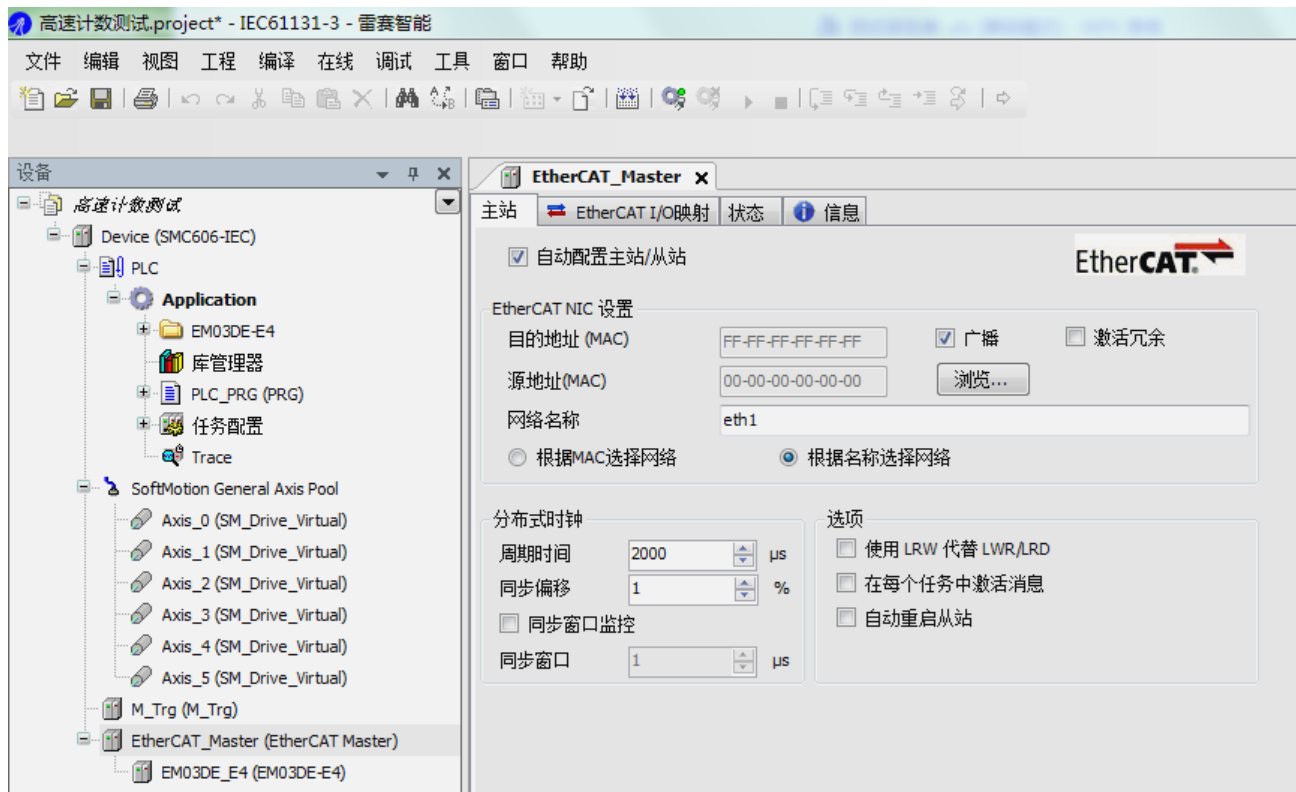 高速计数测试.project* - IEC61131-3 - 雷赛智能
文件 编辑 视图 工程 编译 在线 调试 工具 窗口 帮助
设备
高速计数测试
Device (SMC606-IEC)
PLC
Application
EM03DE-E4
库管理器
PLC_PRG (PRG)
任务配置
Trace
SoftMotion General Axis Pool
Axis_0 (SM_Drive_Virtual)
Axis_1 (SM_Drive_Virtual)
Axis_2 (SM_Drive_Virtual)
Axis_3 (SM_Drive_Virtual)
Axis_4 (SM_Drive_Virtual)
Axis_5 (SM_Drive_Virtual)
M_Trg (M_Trg)
EtherCAT_Master (EtherCAT Master)
EM03DE_E4 (EM03DE-E4)
EtherCAT_Master
主站 EtherCAT I/O映射 状态 信息
自动配置主站/从站
EtherCAT
EtherCAT NIC 设置
目的地址 (MAC) FF-FF-FF-FF-FF-FF 广播 激活冗余
源地址(MAC) 00-00-00-00-00-00 浏览...
网络名称 eth1
根据MAC选择网络 根据名称选择网络
分布式时钟
周期时间 2000 µs
同步偏移 1 %
同步窗口监控
同步窗口 1 µs
选项
使用 LRW 代替 LWR/LRD
在每个任务中激活消息
自动重启从站